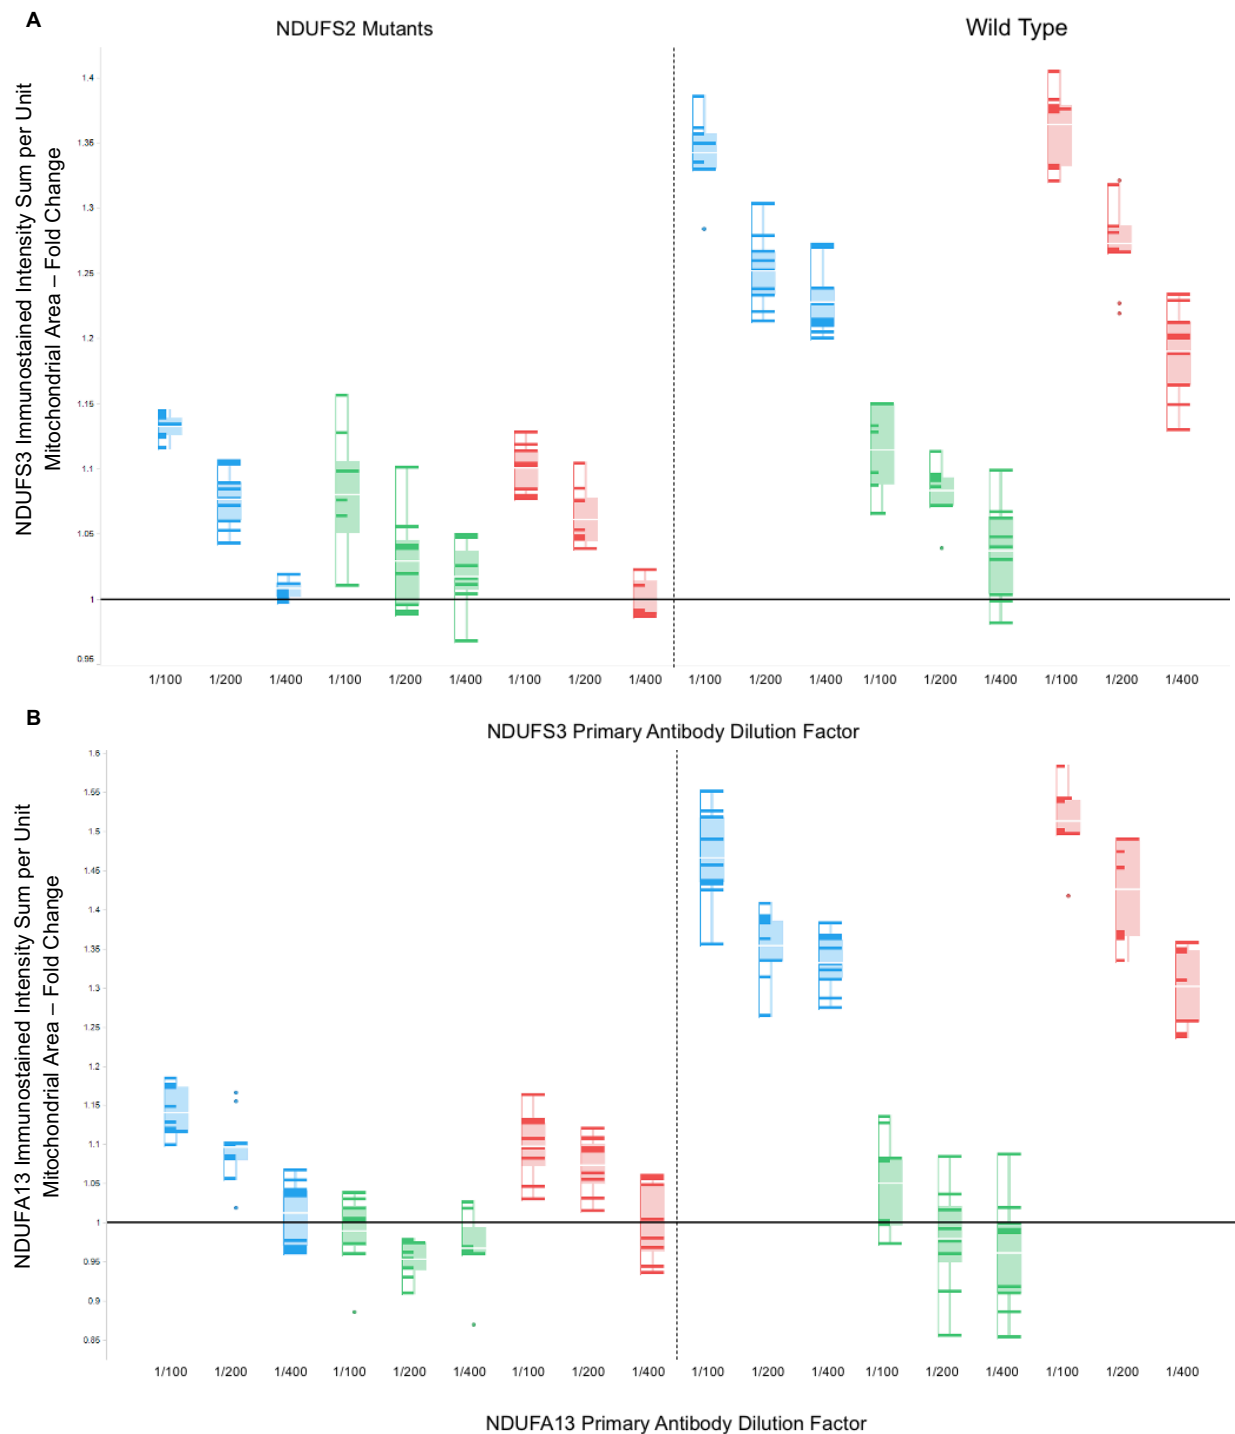 A
NDUFS2 Mutants
Wild Type
NDUFS3 Immunostained Intensity Sum per Unit
Mitochondrial Area – Fold Change
1.4
1.35
1.3
1.25
1.2
1.15
1.1
1.05
1
0.95
1/100 1/200 1/400 1/100 1/200 1/400 1/100 1/200 1/400 1/100 1/200 1/400 1/100 1/200 1/400 1/100 1/200 1/400
NDUFS3 Primary Antibody Dilution Factor
B
NDUFA13 Immunostained Intensity Sum per Unit
Mitochondrial Area – Fold Change
1.6
1.55
1.5
1.45
1.4
1.35
1.3
1.25
1.2
1.15
1.1
1.05
1
0.95
0.9
0.85
1/100 1/200 1/400 1/100 1/200 1/400 1/100 1/200 1/400 1/100 1/200 1/400 1/100 1/200 1/400 1/100 1/200 1/400
NDUFA13 Primary Antibody Dilution Factor